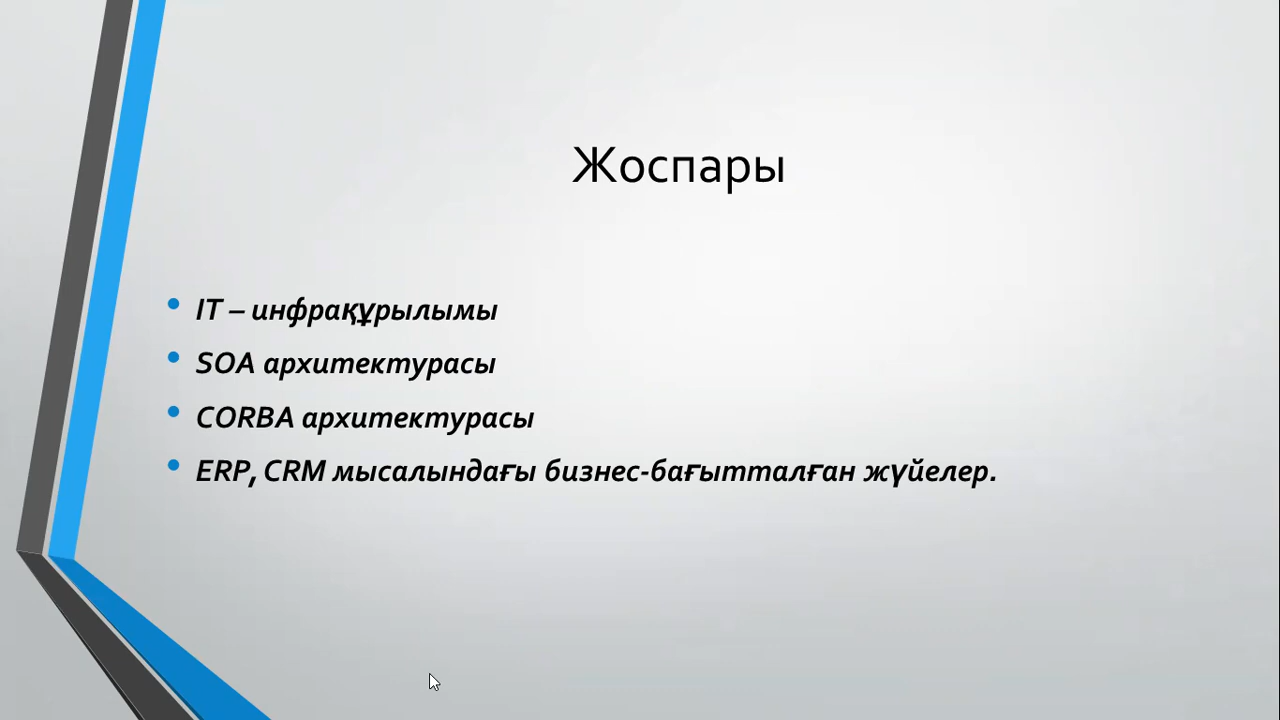 Жоспары
IT – инфрақұрылымы
SOA архитектурасы
CORBA архитектурасы
ERP, CRM мысалындағы бизнес-бағытталған жүйелер.